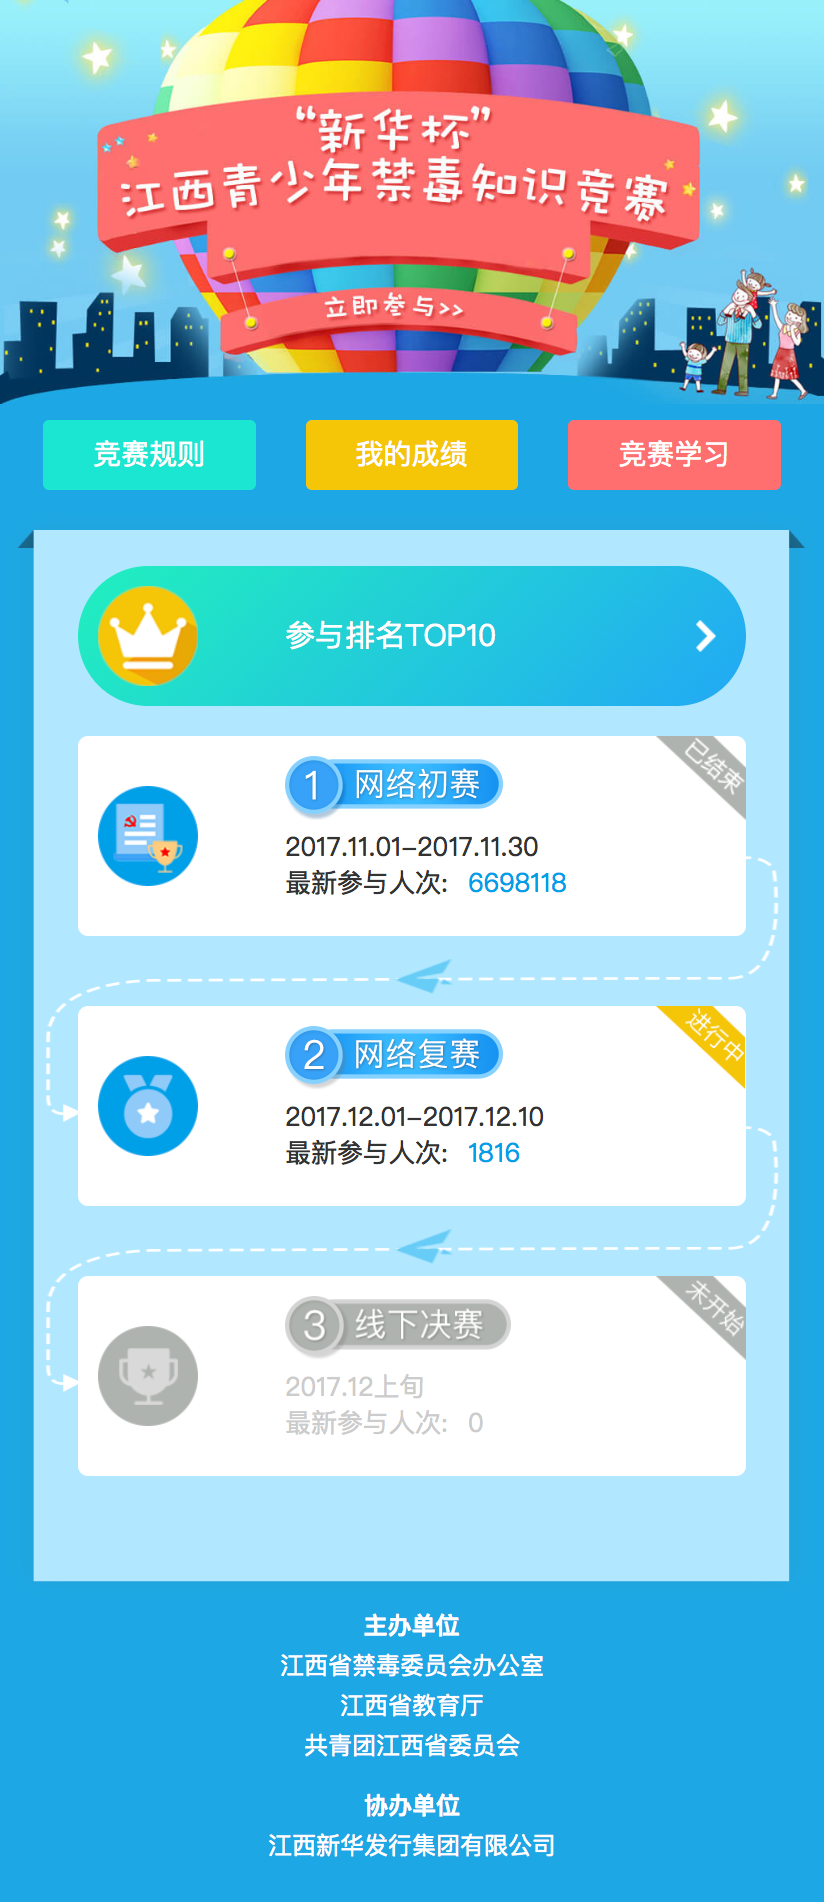 “新华杯”
江西青少年禁毒知识竞赛
立即参与>>
竞赛规则
我的成绩
竞赛学习
参与排名TOP10
已结束
1 网络初赛
2017.11.01-2017.11.30
最新参与人次: 6698118
进行中
2 网络复赛
2017.12.01-2017.12.10
最新参与人次: 1816
未开始
3 线下决赛
2017.12上旬
最新参与人次: 0
主办单位
江西省禁毒委员会办公室
江西省教育厅
共青团江西省委员会
协办单位
江西新华发行集团有限公司